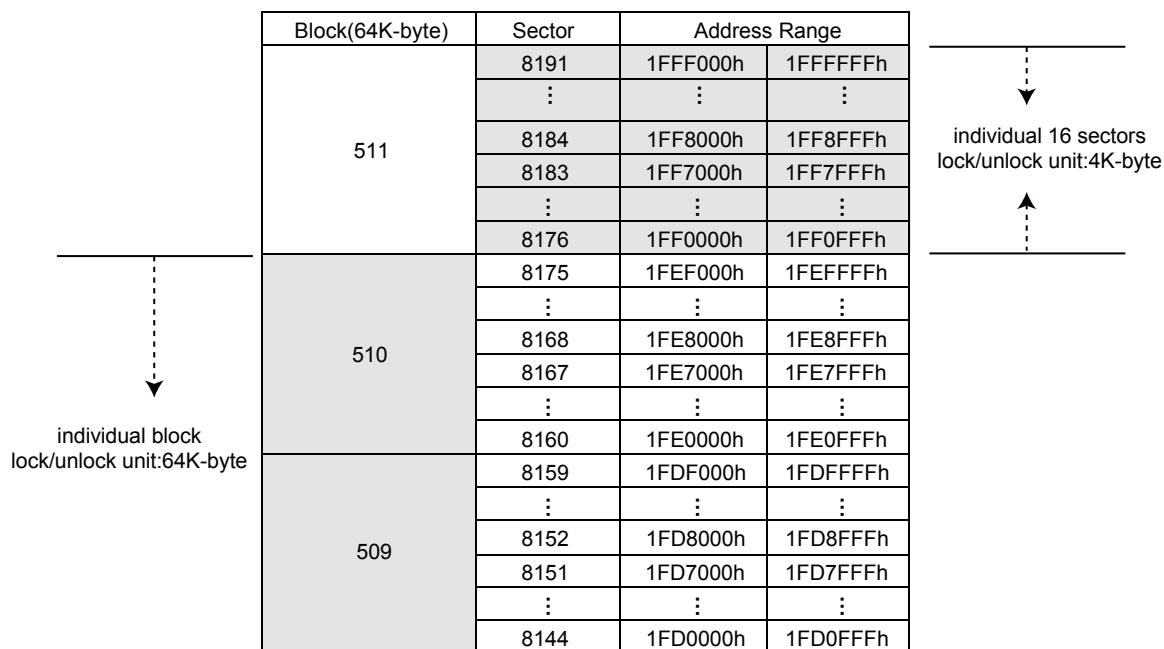 Block(64K-byte) Sector Address Range
511
8191 1FFF000h 1FFFFFFh
⋮ ⋮ ⋮
8184 1FF8000h 1FF8FFFh
8183 1FF7000h 1FF7FFFh
⋮ ⋮ ⋮
8176 1FF0000h 1FF0FFFh
510
8175 1FEF000h 1FEFFFFh
⋮ ⋮ ⋮
8168 1FE8000h 1FE8FFFh
8167 1FE7000h 1FE7FFFh
⋮ ⋮ ⋮
8160 1FE0000h 1FE0FFFh
509
8159 1FDF000h 1FDFFFFh
⋮ ⋮ ⋮
8152 1FD8000h 1FD8FFFh
8151 1FD7000h 1FD7FFFh
⋮ ⋮ ⋮
8144 1FD0000h 1FD0FFFh
individual 16 sectors
lock/unlock unit:4K-byte
individual block
lock/unlock unit:64K-byte